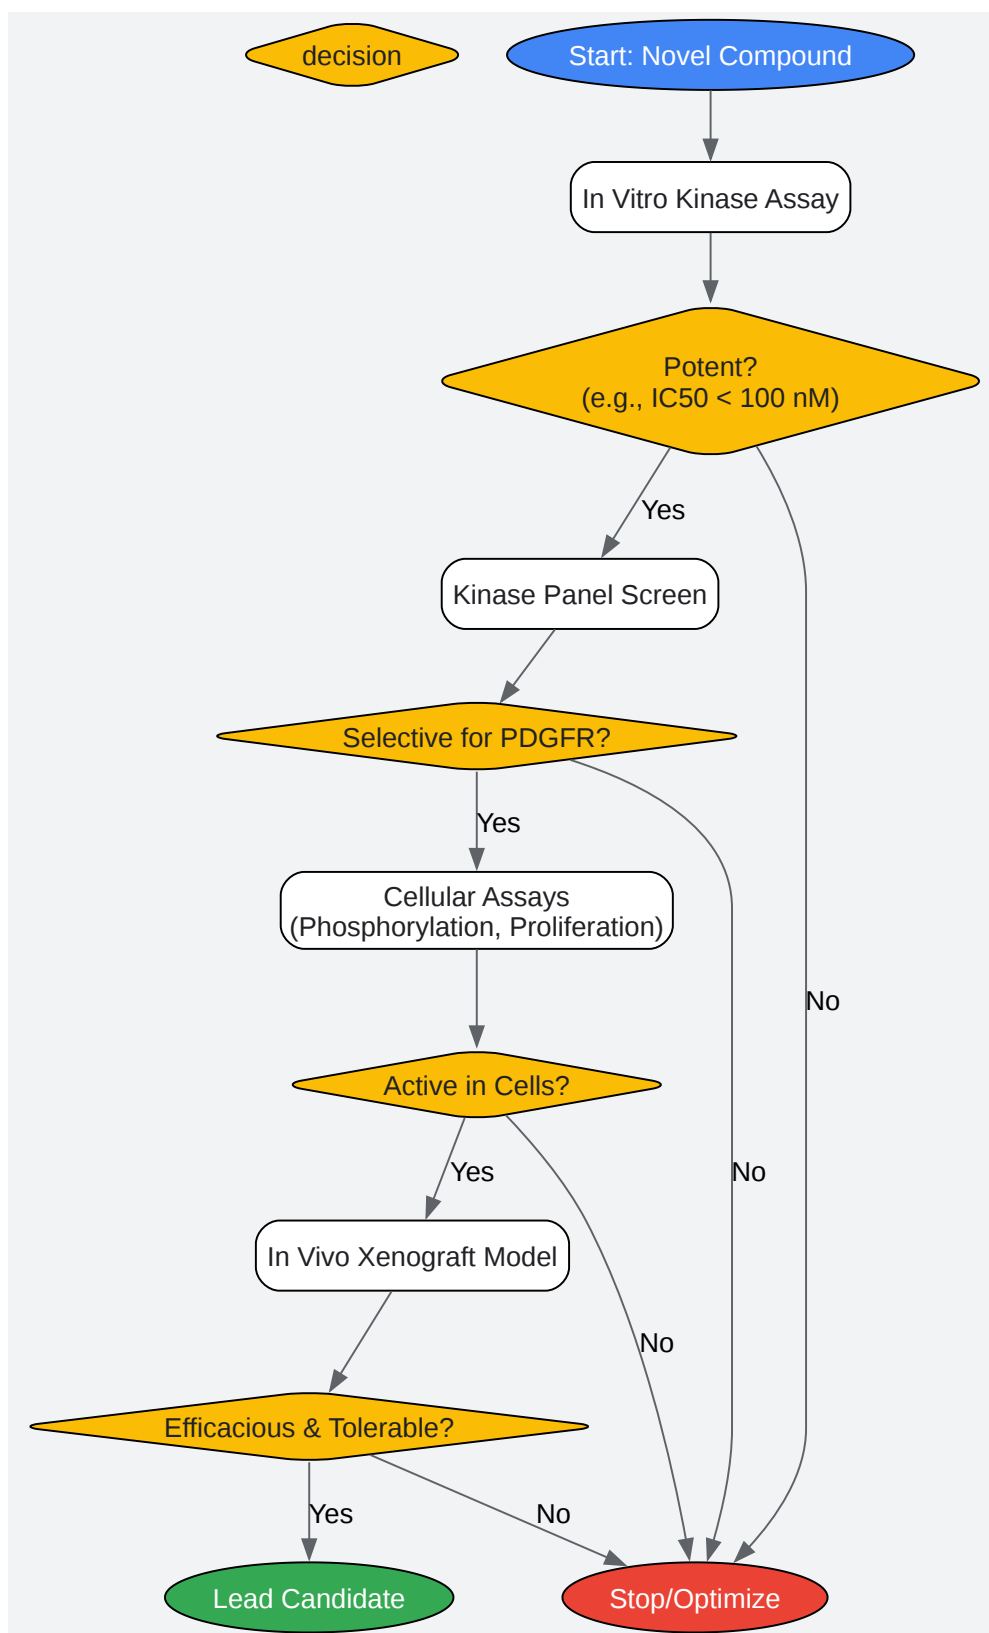 decision
Start: Novel Compound
In Vitro Kinase Assay
Potent?
(e.g., IC50 < 100 nM)
Yes
Kinase Panel Screen
Selective for PDGFR?
Yes
Cellular Assays
(Phosphorylation, Proliferation)
No
Active in Cells?
Yes
No
In Vivo Xenograft Model
No
Efficacious & Tolerable?
Yes
No
Lead Candidate
Stop/Optimize